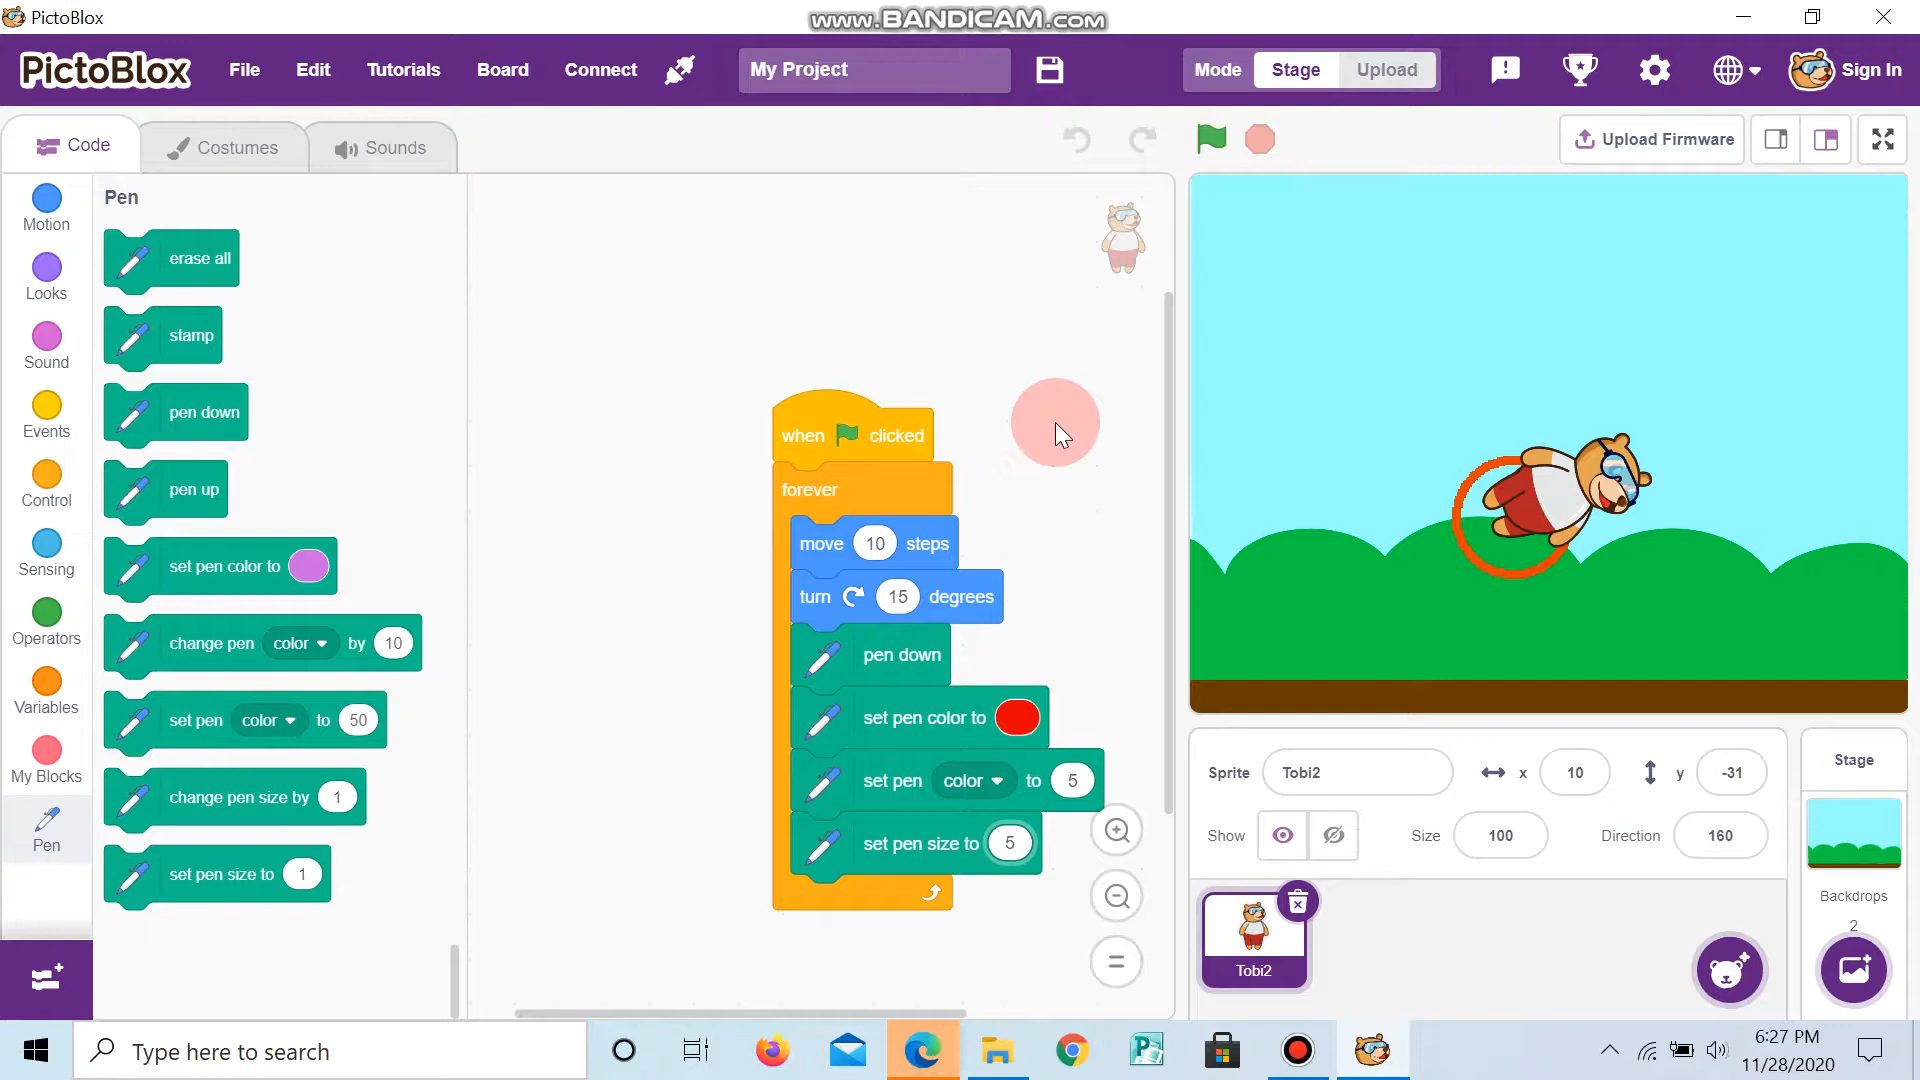 PictoBlox
www.BANDICAM.com
PictoBlox
File
Edit
Tutorials
Board
Connect
My Project
Mode
Stage
Upload
Sign In
Code
Costumes
Sounds
Upload Firmware
Motion
Looks
Sound
Events
Control
Sensing
Operators
Variables
My Blocks
Pen
Pen
erase all
stamp
pen down
pen up
set pen color to
change pen color by 10
set pen color to 50
change pen size by 1
set pen size to 1
when clicked
forever
move 10 steps
turn 15 degrees
pen down
set pen color to
set pen color to 5
set pen size to 5
Sprite Tobi2
x 10
y -31
Show
Size 100
Direction 160
Tobi2
Stage
Backdrops
2
Type here to search
6:27 PM
11/28/2020